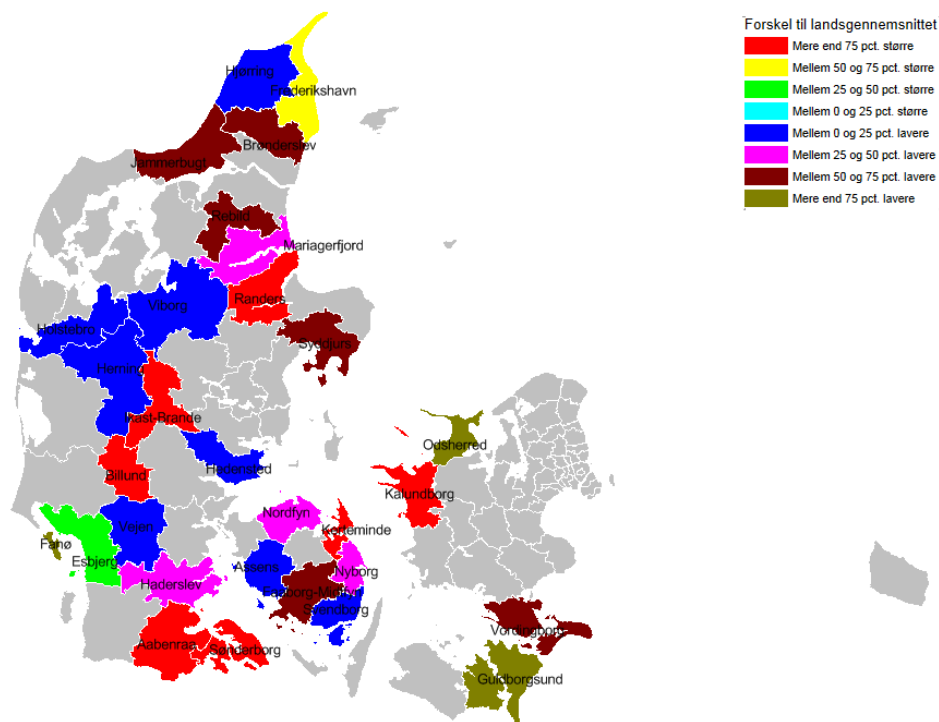 Forskel til landsgennemsnittet
Mere end 75 pct. større
Mellem 50 og 75 pct. større
Mellem 25 og 50 pct. større
Mellem 0 og 25 pct. større
Mellem 0 og 25 pct. lavere
Mellem 25 og 50 pct. lavere
Mellem 50 og 75 pct. lavere
Mere end 75 pct. lavere
Hjørring
Frederikshavn
Brønderslev
Jammerbugt
Rebild
Mariagerfjord
Randers
Viborg
Holstebro
Syddjurs
Herning
Ikast-Brande
Odsherred
Hedensted
Billund
Kalundborg
Nordfyn
Kerteminde
Vejen
Fanø
Esbjerg
Assens
Nyborg
Haderslev
Faaborg-Midtfyn
Svendborg
Vordingborg
Aabenraa
Sønderborg
Guldborgsund